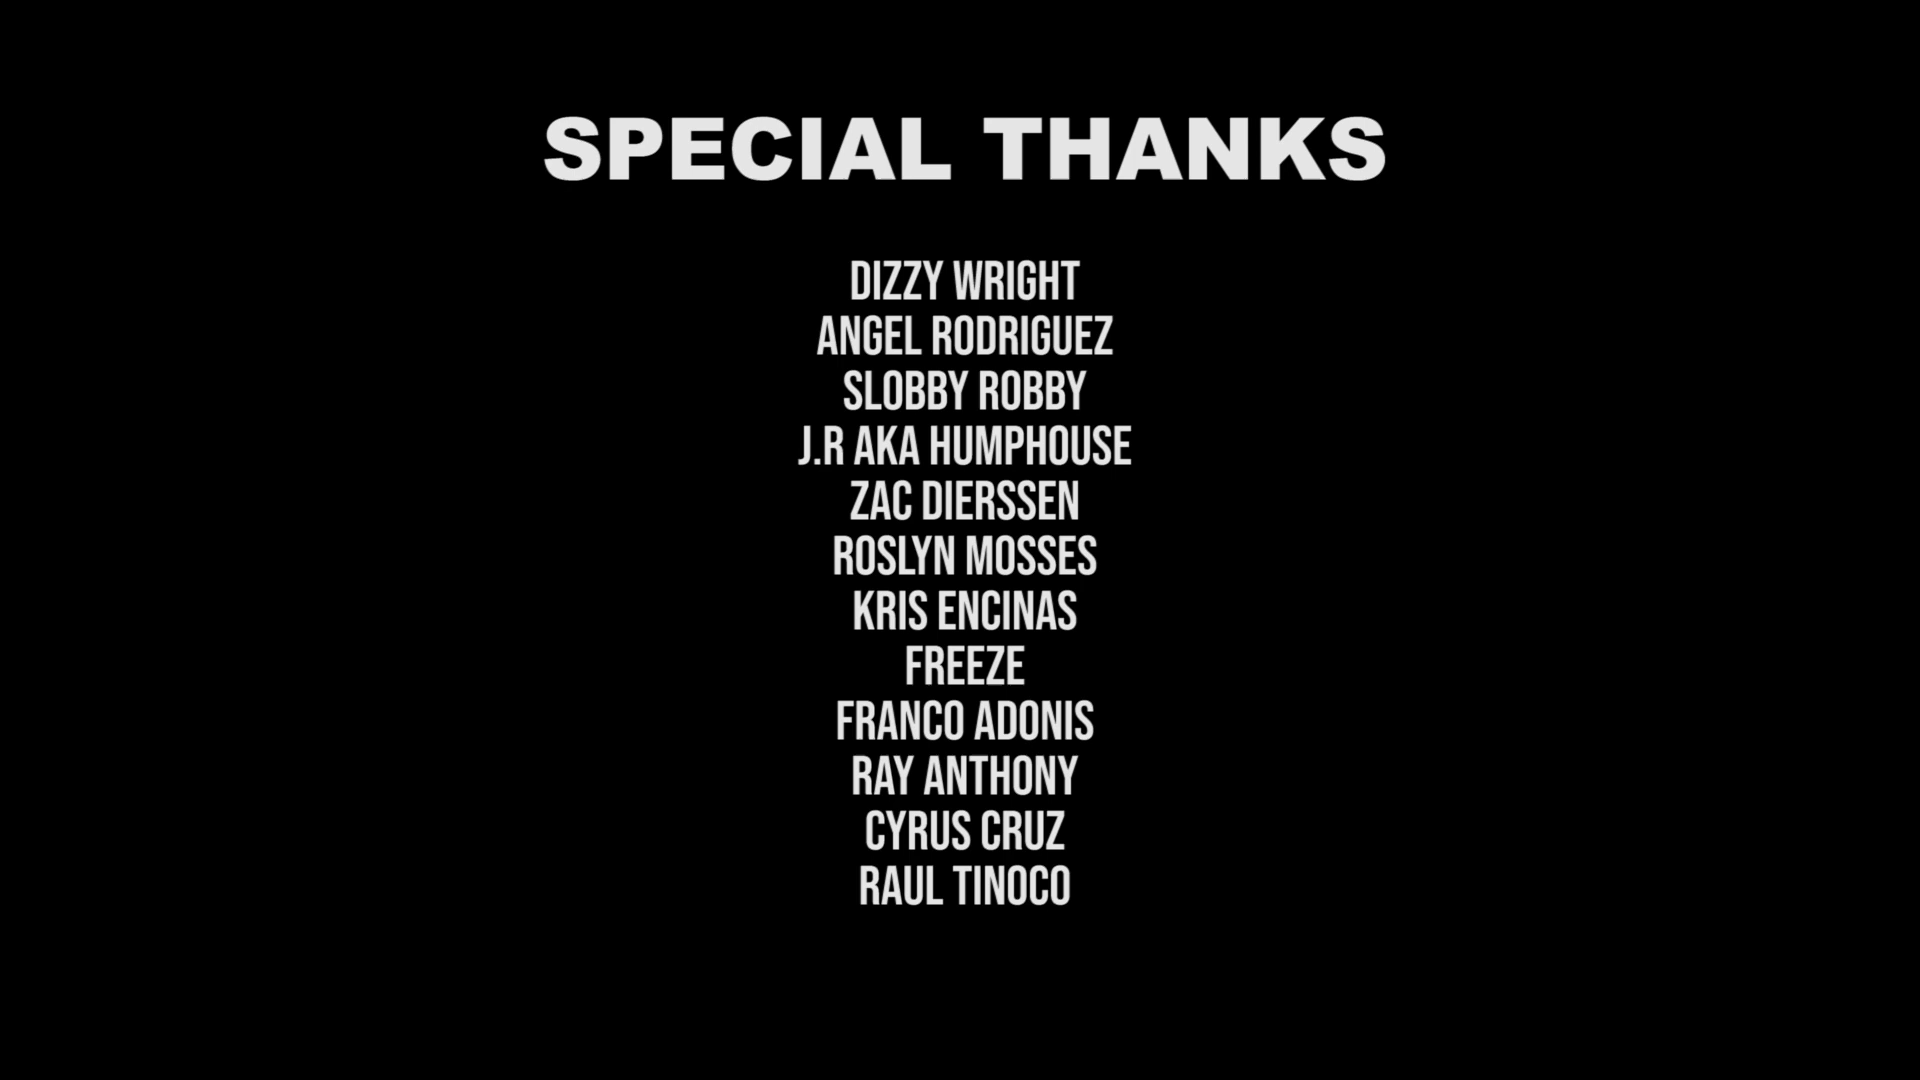 SPECIAL THANKS
DIZZY WRIGHT
ANGEL RODRIGUEZ
SLOBBY ROBBY
J.R AKA HUMPHOUSE
ZAC DIERSSEN
ROSLYN MOSSES
KRIS ENCINAS
FREEZE
FRANCO ADONIS
RAY ANTHONY
CYRUS CRUZ
RAUL TINOCO